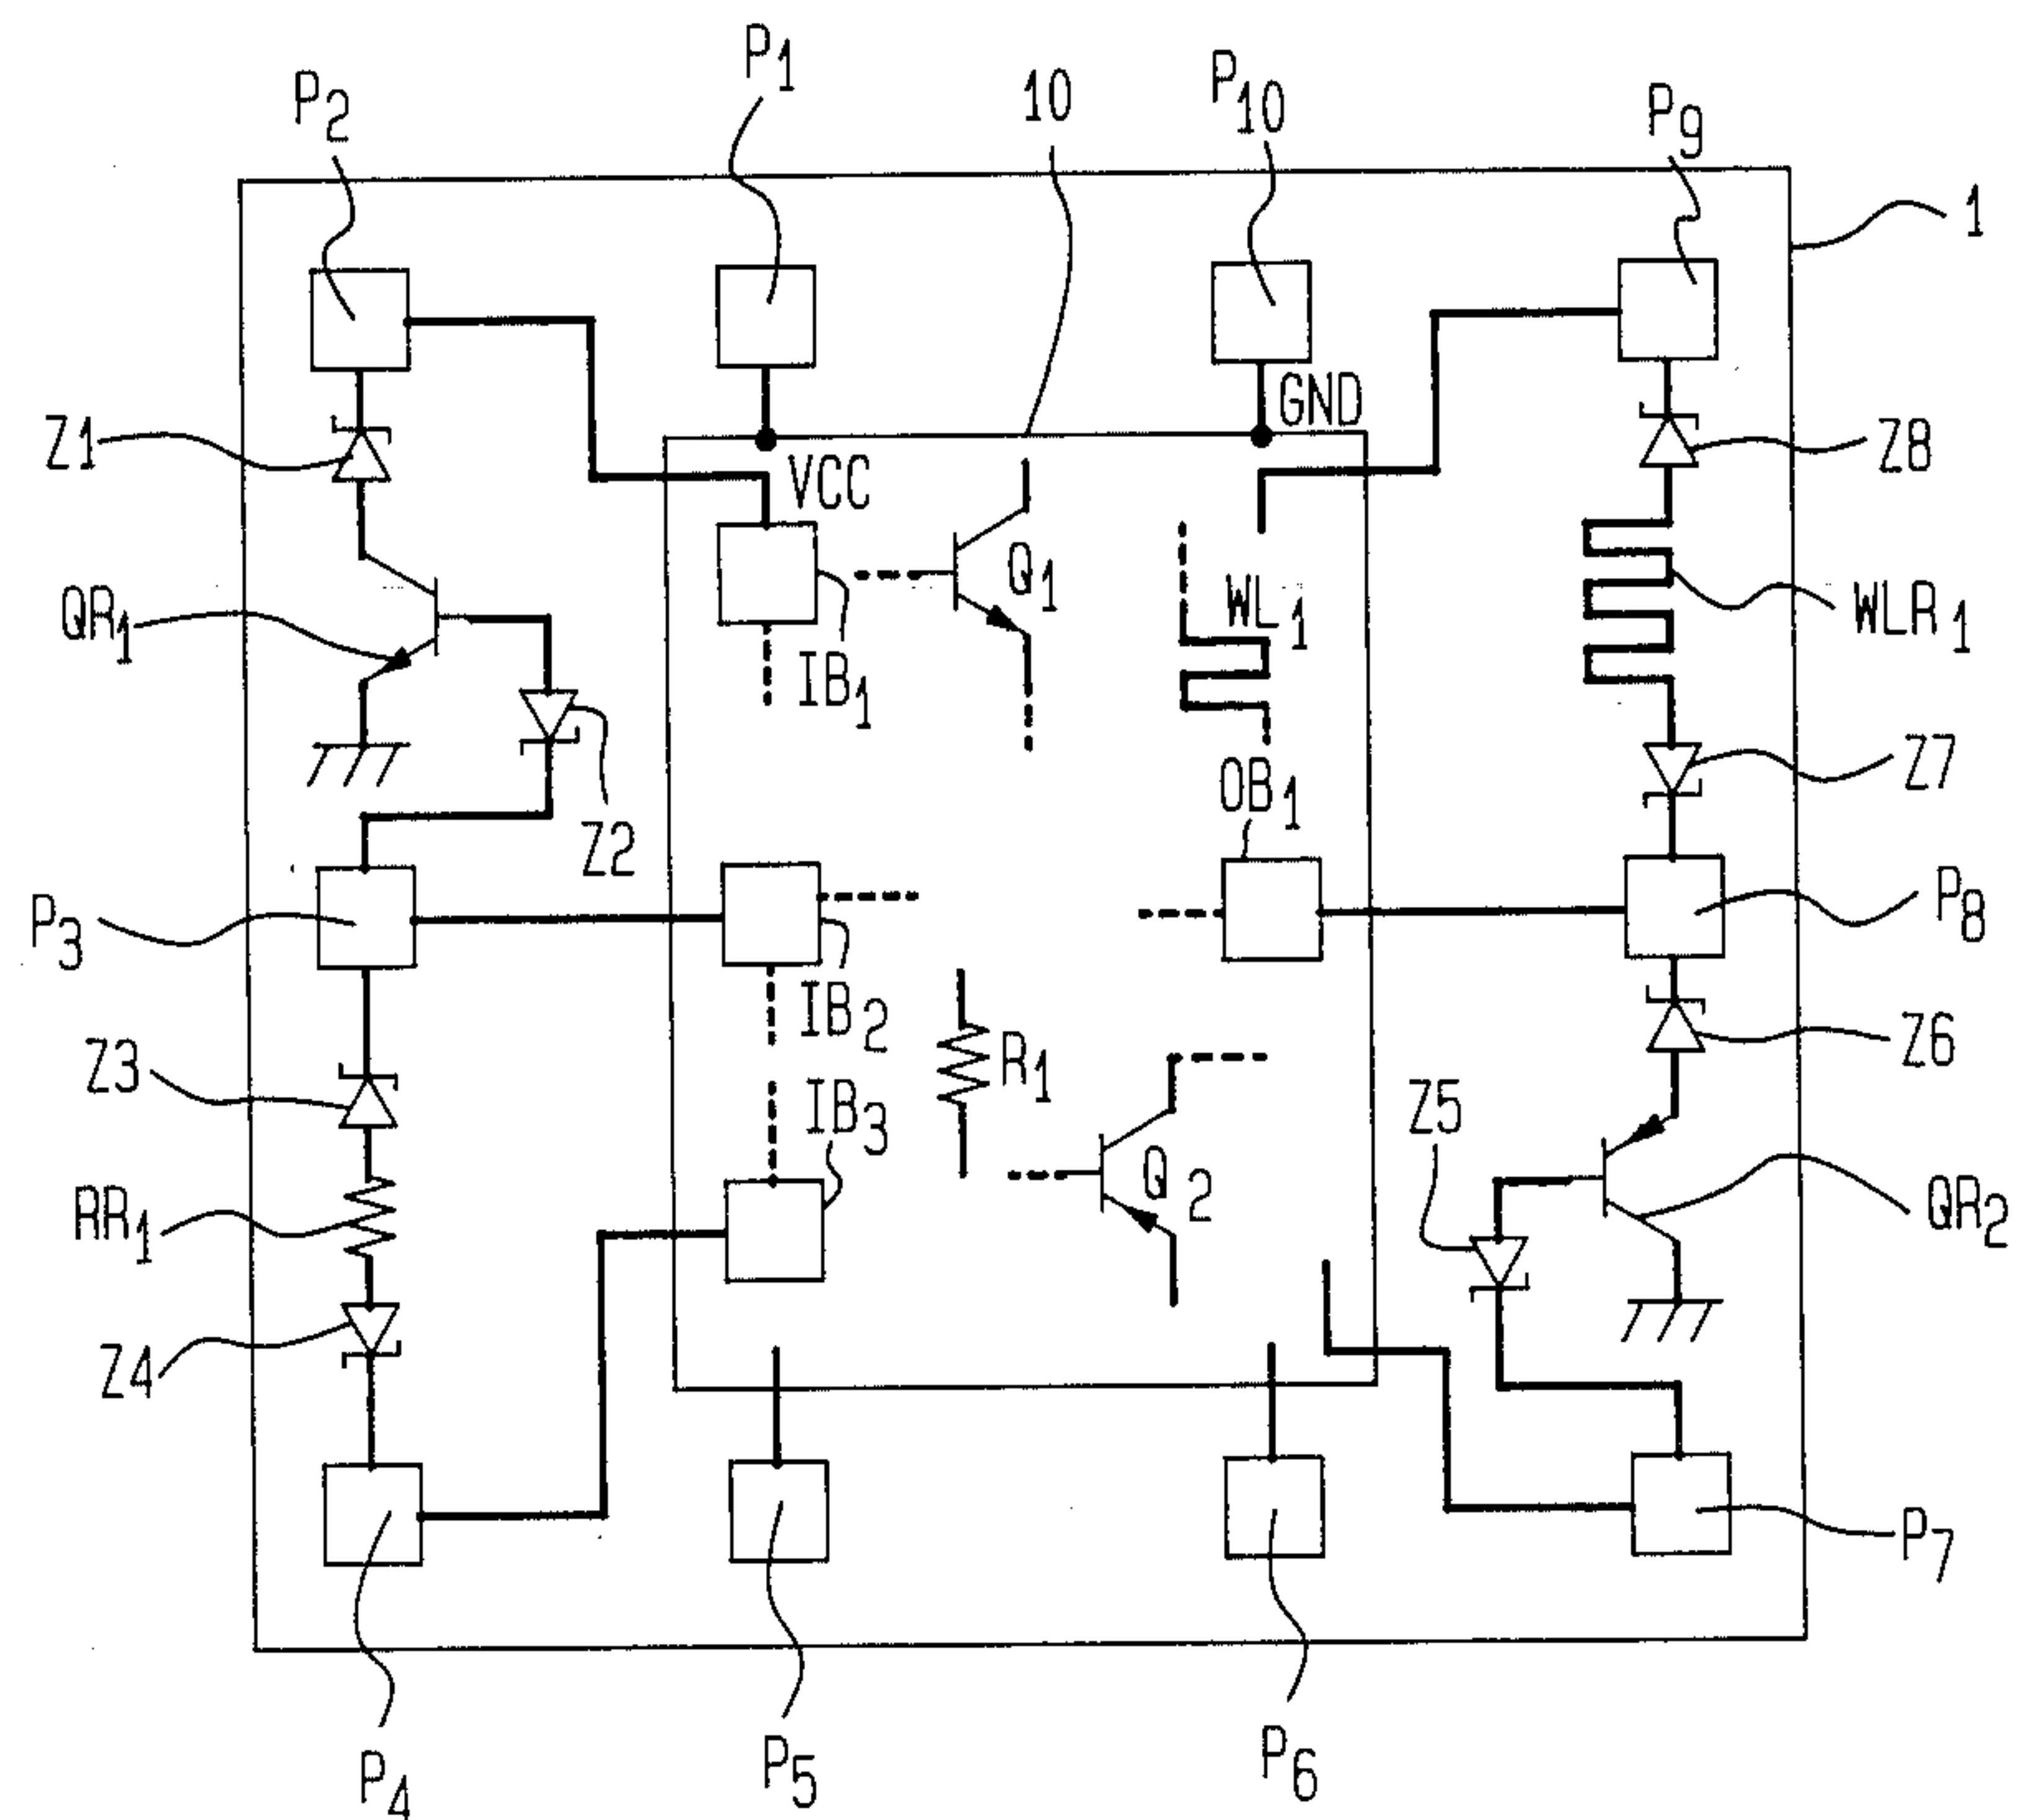 P1
P2
10
P10
P9
1
GND
Z1
VCC
Z8
QR1
Q1
WL1
WLR1
IB1
Z7
OB1
Z2
P3
P8
IB2
Z3
R1
Z6
IB3
Z5
Q2
RR1
QR2
Z4
P7
P4
P5
P6